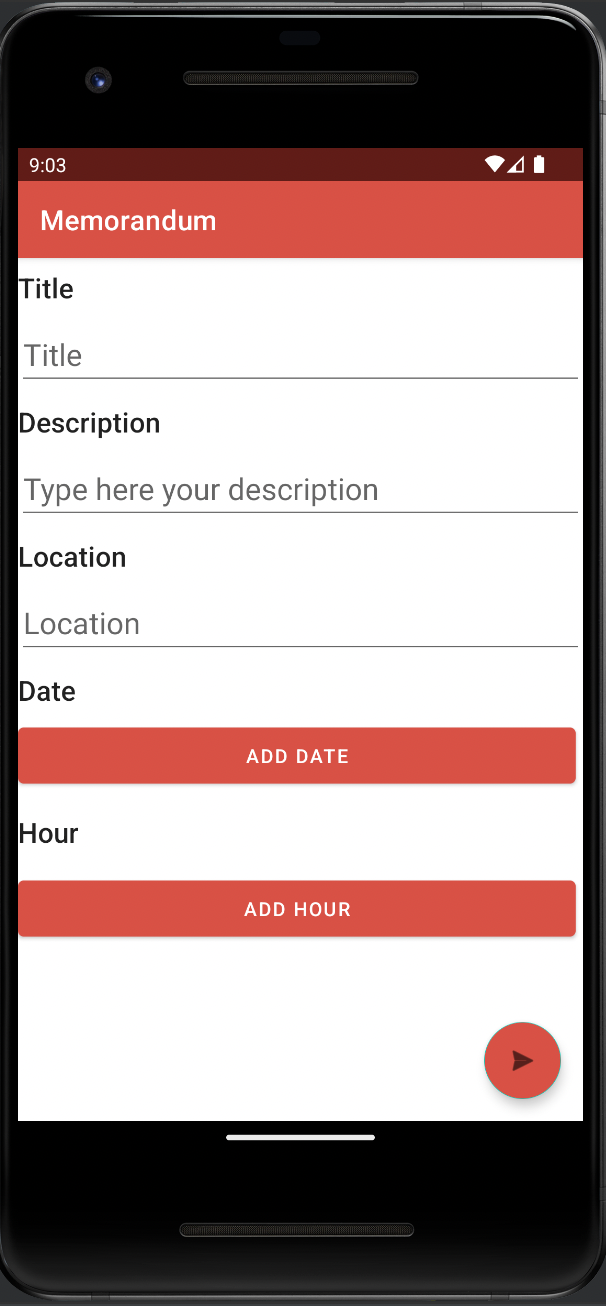 9:03
Memorandum
Title
Title
Description
Type here your description
Location
Location
Date
ADD DATE
Hour
ADD HOUR